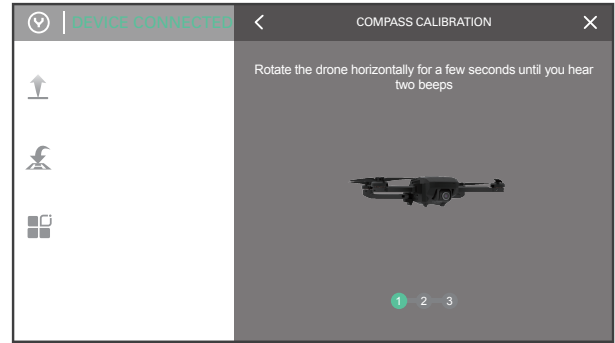 DEVICE CONNECTED
COMPASS CALIBRATION
Rotate the drone horizontally for a few seconds until you hear
two beeps
1 2 3